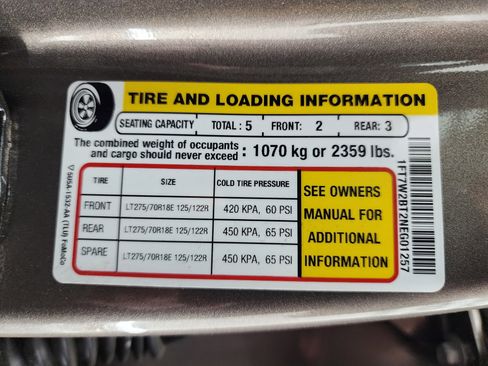 TIRE AND LOADING INFORMATION
SEATING CAPACITY TOTAL : 5 FRONT: 2 REAR: 3
The combined weight of occupants
and cargo should never exceed : 1070 kg or 2359 lbs.
TIRE SIZE COLD TIRE PRESSURE
FRONT LT275/70R18E 125/122R 420 KPA, 60 PSI
REAR LT275/70R18E 125/122R 450 KPA, 65 PSI
SPARE LT275/70R18E 125/122R 450 KPA, 65 PSI
SEE OWNERS
MANUAL FOR
ADDITIONAL
INFORMATION
1FT7W2BT2NEG01257